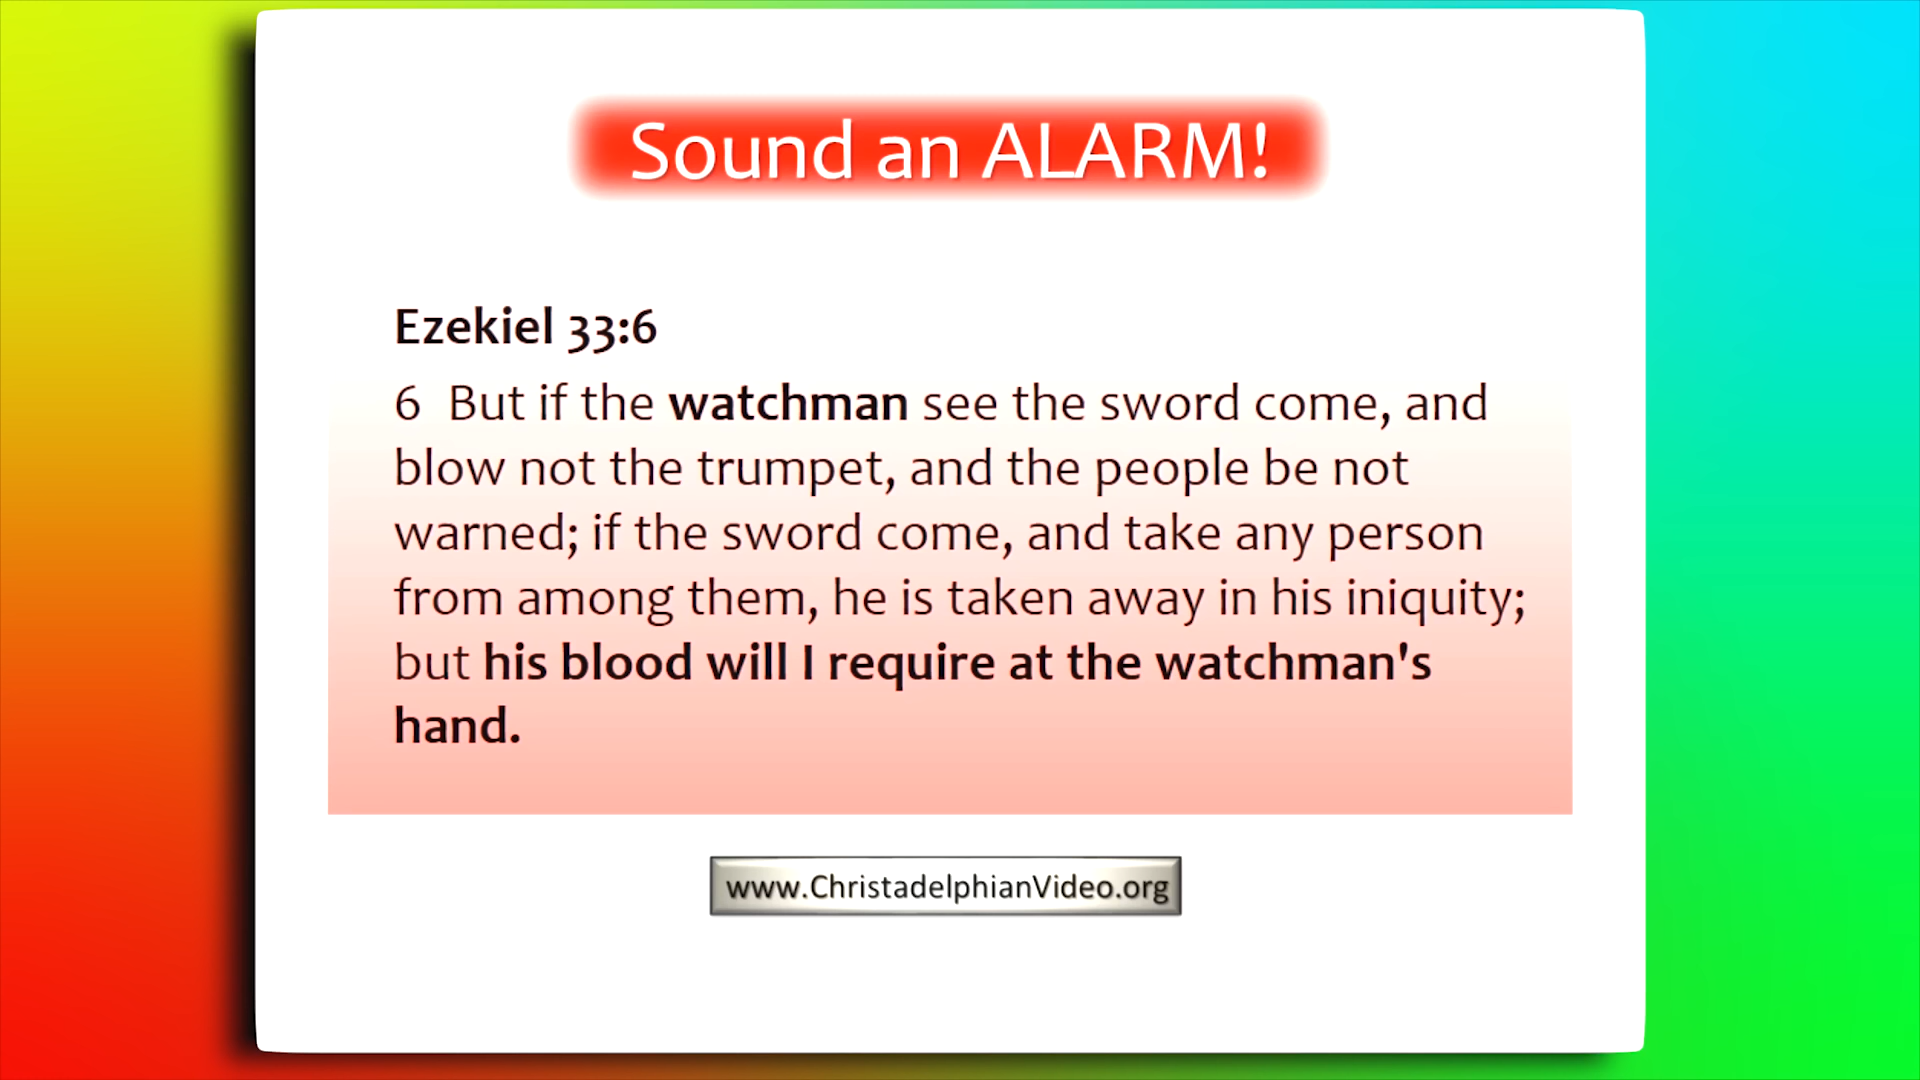 Sound an ALARM!
Ezekiel 33:6
6 But if the watchman see the sword come, and
blow not the trumpet, and the people be not
warned; if the sword come, and take any person
from among them, he is taken away in his iniquity;
but his blood will I require at the watchman's
hand.
www.ChristadelphianVideo.org